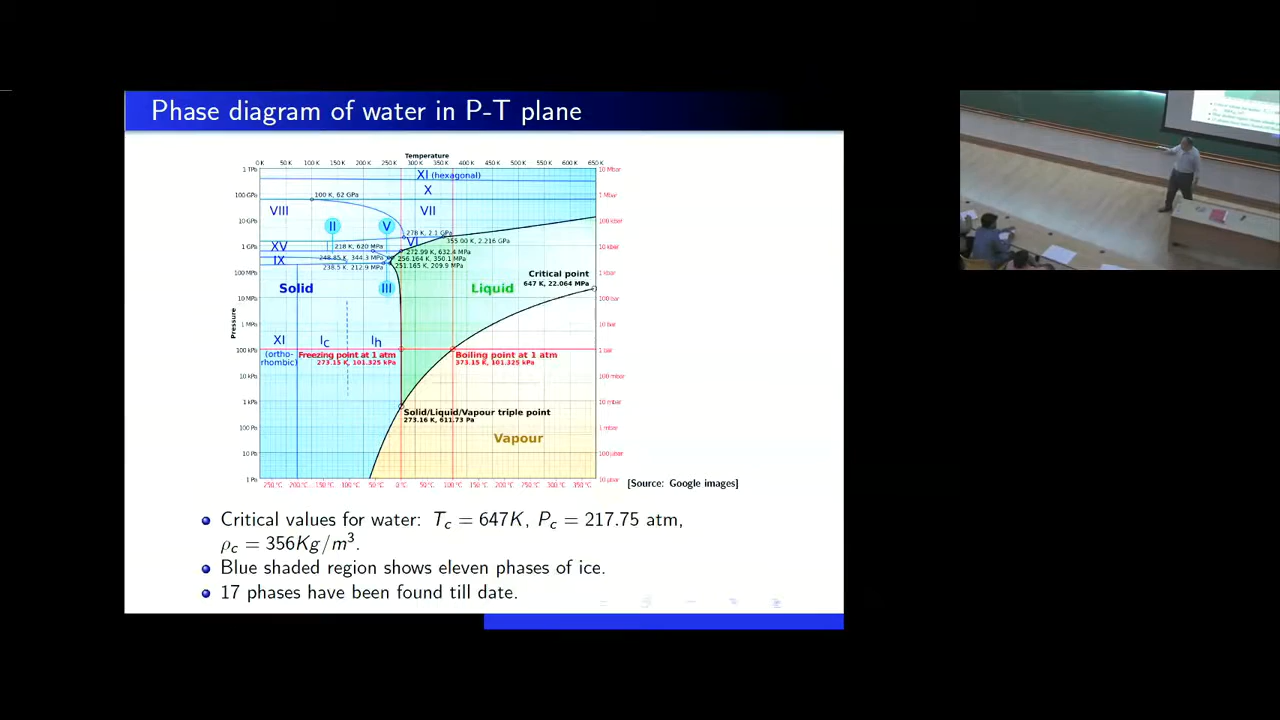 Phase diagram of water in P-T plane
Temperature
0 K 50 K 100 K 150 K 200 K 250 K 300 K 350 K 400 K 450 K 500 K 550 K 600 K 650 K
1 TPa XI (hexagonal) 10 Mbar
X
100 GPa 100 K, 62 GPa 1 Mbar
VIII VII
10 GPa II V 100 kbar
278 K, 2.1 GPa
VI 355.00 K, 2.216 GPa
1 GPa XV 218 K, 620 MPa 10 kbar
272.99 K, 632.4 MPa
IX 248.85 K, 344.3 MPa 256.164 K, 350.1 MPa
238.5 K, 212.9 MPa 251.165 K, 209.9 MPa
100 MPa Critical point 1 kbar
647 K, 22.064 MPa
Solid III Liquid
10 MPa 100 bar
Pressure
1 MPa 10 bar
XI Ic Ih
100 kPa 1 bar
(ortho-
rhombic)
Freezing point at 1 atm Boiling point at 1 atm
273.15 K, 101.325 kPa 373.15 K, 101.325 kPa
10 kPa 100 mbar
1 kPa 10 mbar
Solid/Liquid/Vapour triple point
273.16 K, 611.73 Pa
100 Pa 1 mbar
Vapour
10 Pa 100 μbar
1 Pa 10 μbar
250 °C 200 °C 150 °C 100 °C 50 °C 0 °C 50 °C 100 °C 150 °C 200 °C 250 °C 300 °C 350 °C
[Source: Google images]
Critical values for water: Tc = 647K, Pc = 217.75 atm,
ρc = 356Kg/m³.
Blue shaded region shows eleven phases of ice.
17 phases have been found till date.